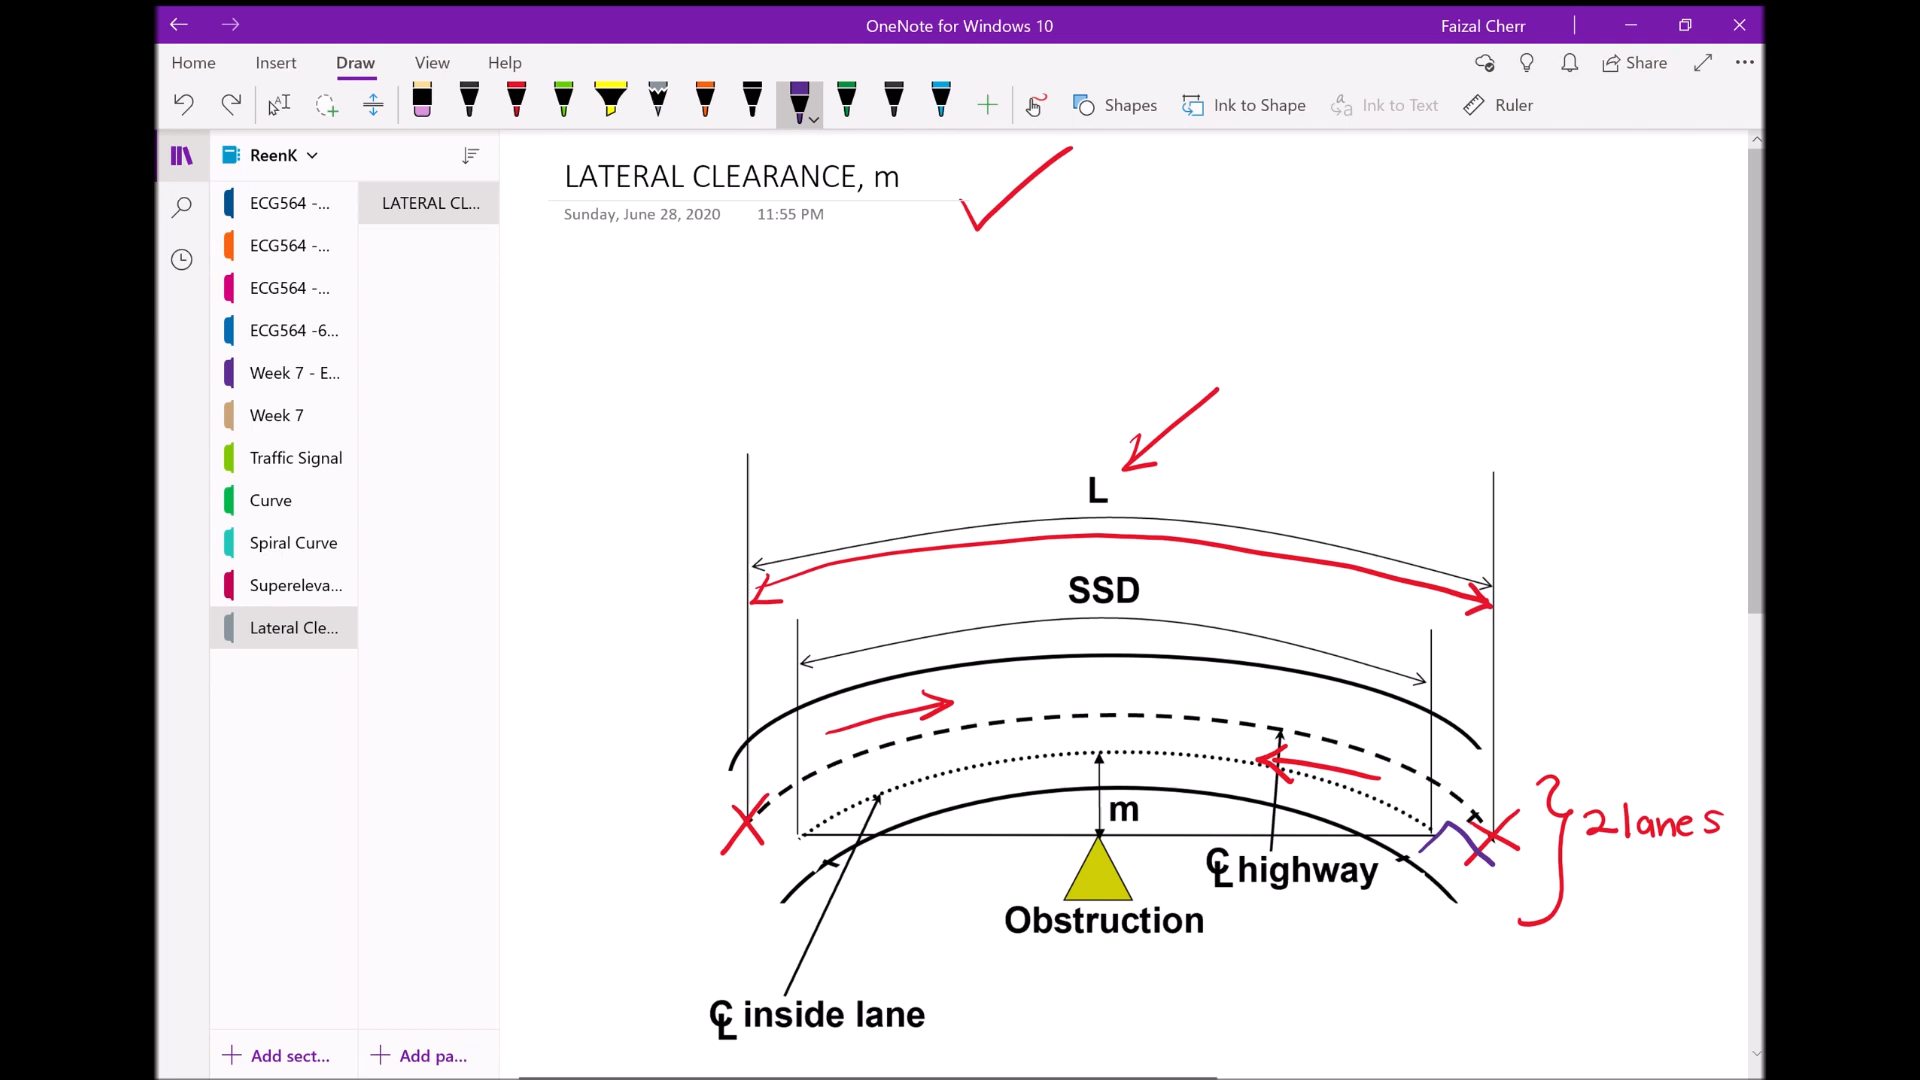 OneNote for Windows 10
Faizal Cherr
Home Insert Draw View Help
Share
Shapes Ink to Shape Ink to Text Ruler
ReenK
ECG564 -...
ECG564 -...
ECG564 -...
ECG564 -6...
Week 7 - E...
Week 7
Traffic Signal
Curve
Spiral Curve
Supereleva...
Lateral Cle...
Add sect...
LATERAL CL...
Add pa...
LATERAL CLEARANCE, m
Sunday, June 28, 2020 11:55 PM
L
SSD
m
2 lanes
℄ highway
Obstruction
℄ inside lane